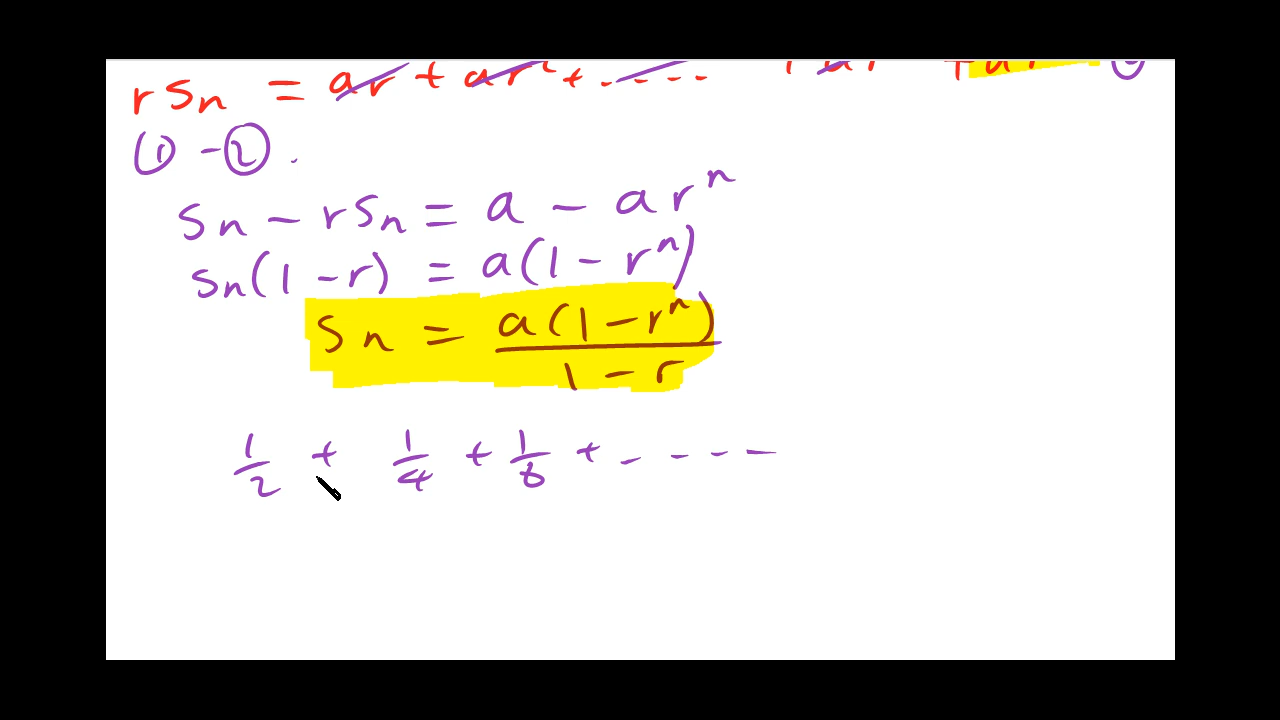 rSn = ar + ar² + ....
① - ② .
Sn - rSn = a - arⁿ
Sn(1 - r) = a(1 - rⁿ)
Sn = a(1 - rⁿ) / 1 - r
1/2 + 1/4 + 1/8 + - - - -